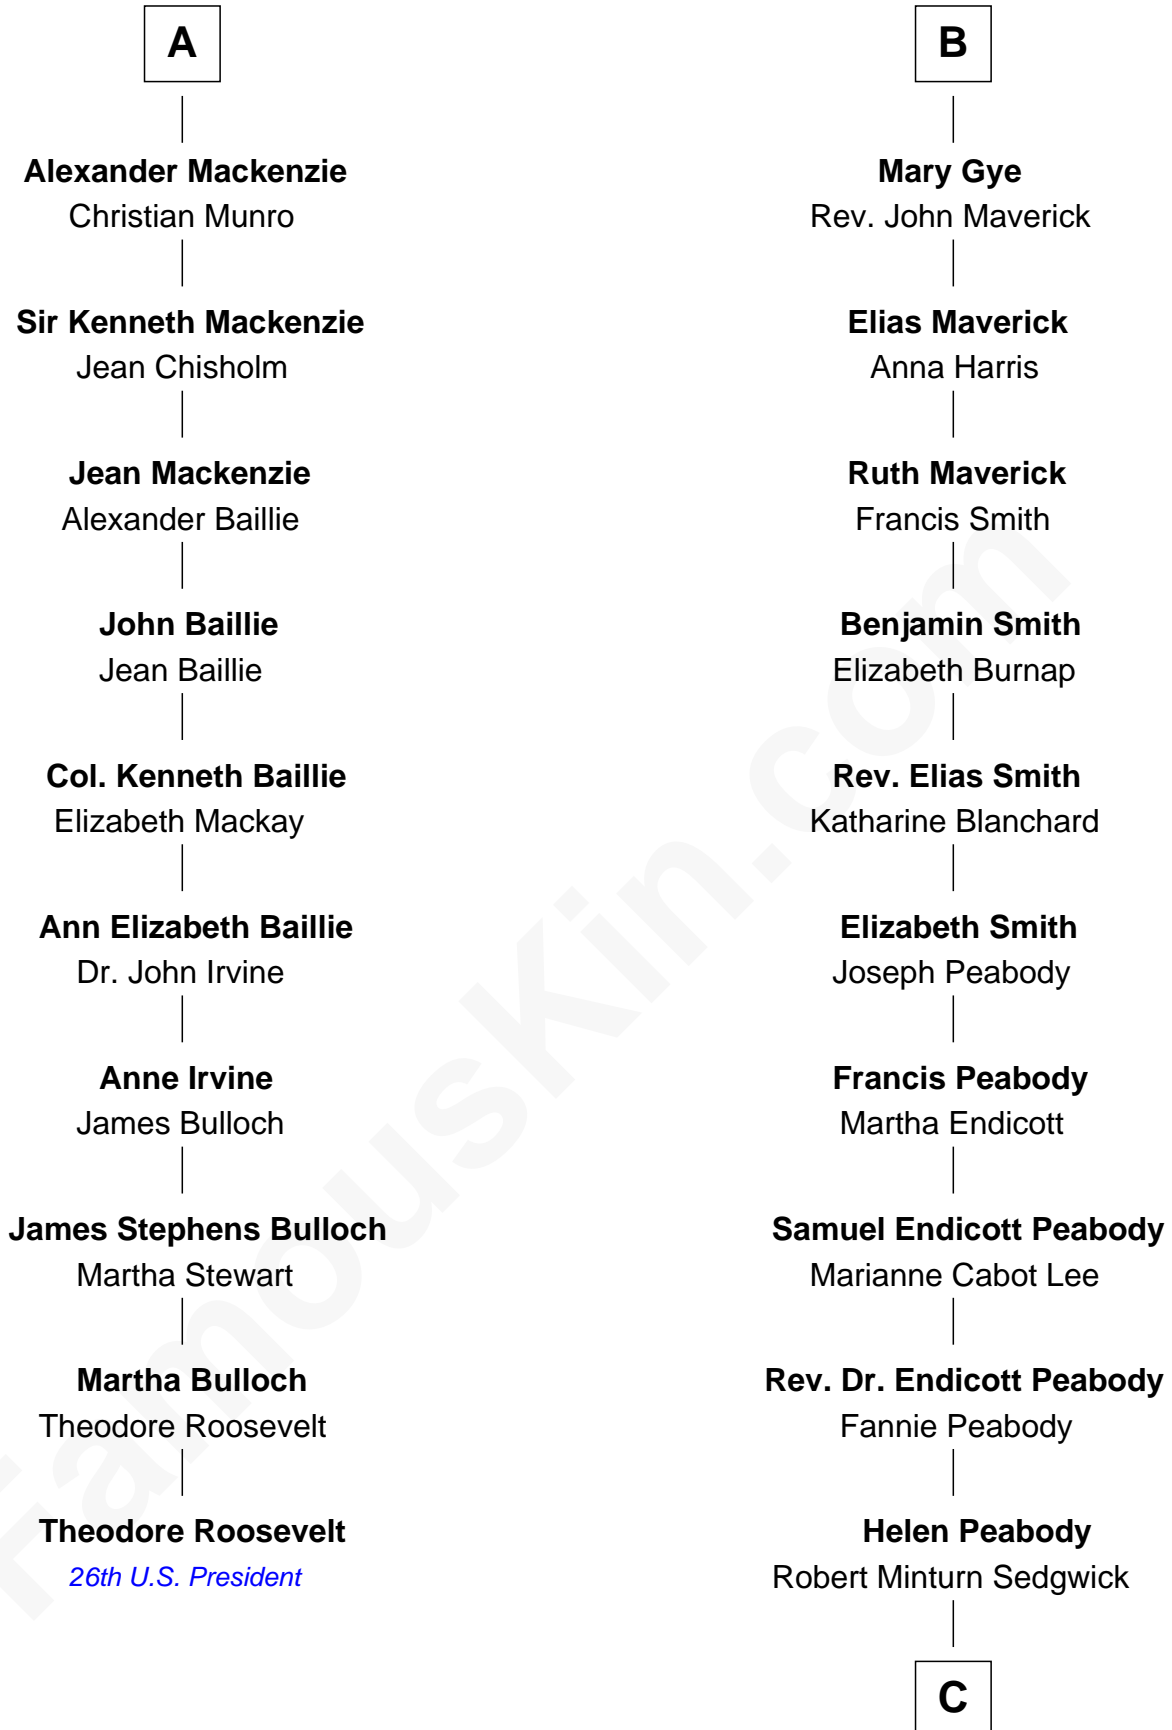 A
Alexander Mackenzie
Christian Munro
Sir Kenneth Mackenzie
Jean Chisholm
Jean Mackenzie
Alexander Baillie
John Baillie
Jean Baillie
Col. Kenneth Baillie
Elizabeth Mackay
Ann Elizabeth Baillie
Dr. John Irvine
Anne Irvine
James Bulloch
James Stephens Bulloch
Martha Stewart
Martha Bulloch
Theodore Roosevelt
Theodore Roosevelt
26th U.S. President
B
Mary Gye
Rev. John Maverick
Elias Maverick
Anna Harris
Ruth Maverick
Francis Smith
Benjamin Smith
Elizabeth Burnap
Rev. Elias Smith
Katharine Blanchard
Elizabeth Smith
Joseph Peabody
Francis Peabody
Martha Endicott
Samuel Endicott Peabody
Marianne Cabot Lee
Rev. Dr. Endicott Peabody
Fannie Peabody
Helen Peabody
Robert Minturn Sedgwick
C
FamousKin.com